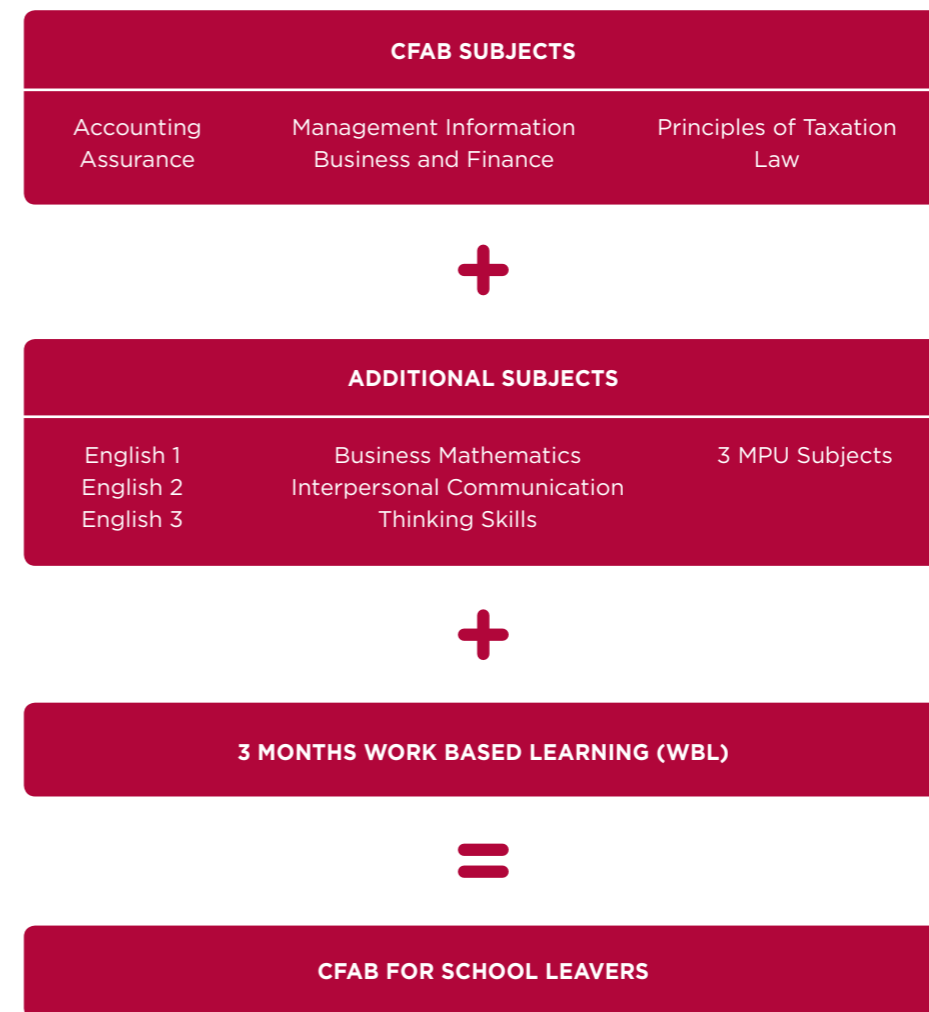 CFAB SUBJECTS
Accounting
Assurance
Management Information
Business and Finance
Principles of Taxation
Law
+
ADDITIONAL SUBJECTS
English 1
English 2
English 3
Business Mathematics
Interpersonal Communication
Thinking Skills
3 MPU Subjects
+
3 MONTHS WORK BASED LEARNING (WBL)
=
CFAB FOR SCHOOL LEAVERS